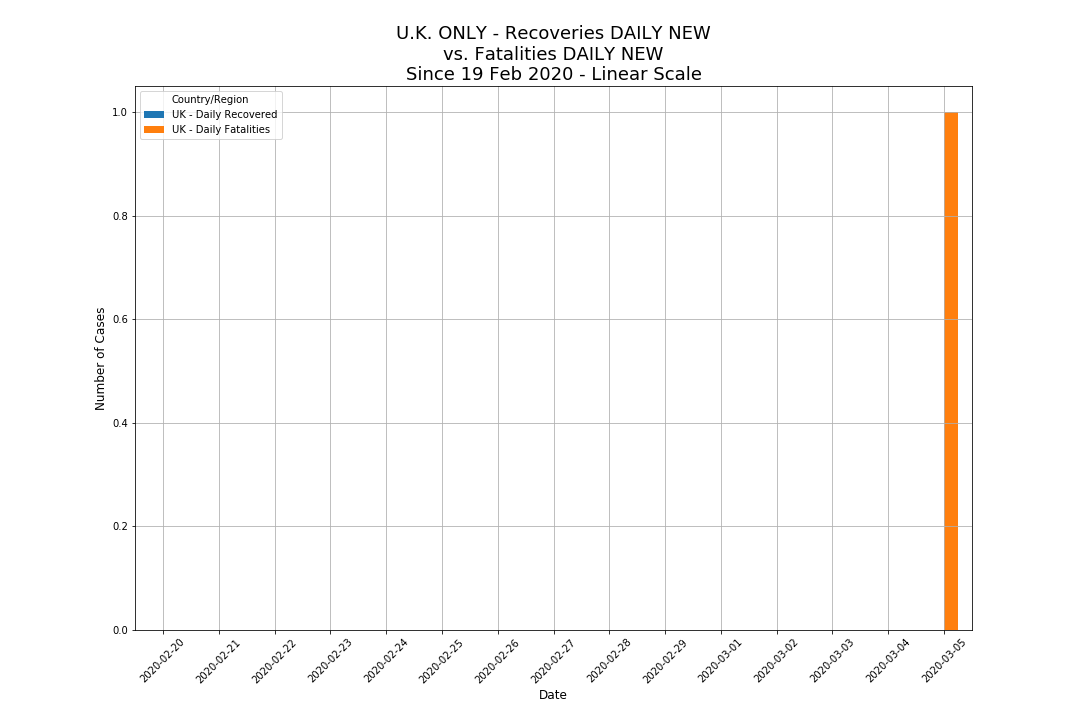 U.K. ONLY - Recoveries DAILY NEW
vs. Fatalities DAILY NEW
Since 19 Feb 2020 - Linear Scale
Country/Region
UK - Daily Recovered
UK - Daily Fatalities
Number of Cases
1.0
0.8
0.6
0.4
0.2
0.0
2020-02-20
2020-02-21
2020-02-22
2020-02-23
2020-02-24
2020-02-25
2020-02-26
2020-02-27
2020-02-28
2020-02-29
2020-03-01
2020-03-02
2020-03-03
2020-03-04
2020-03-05
Date